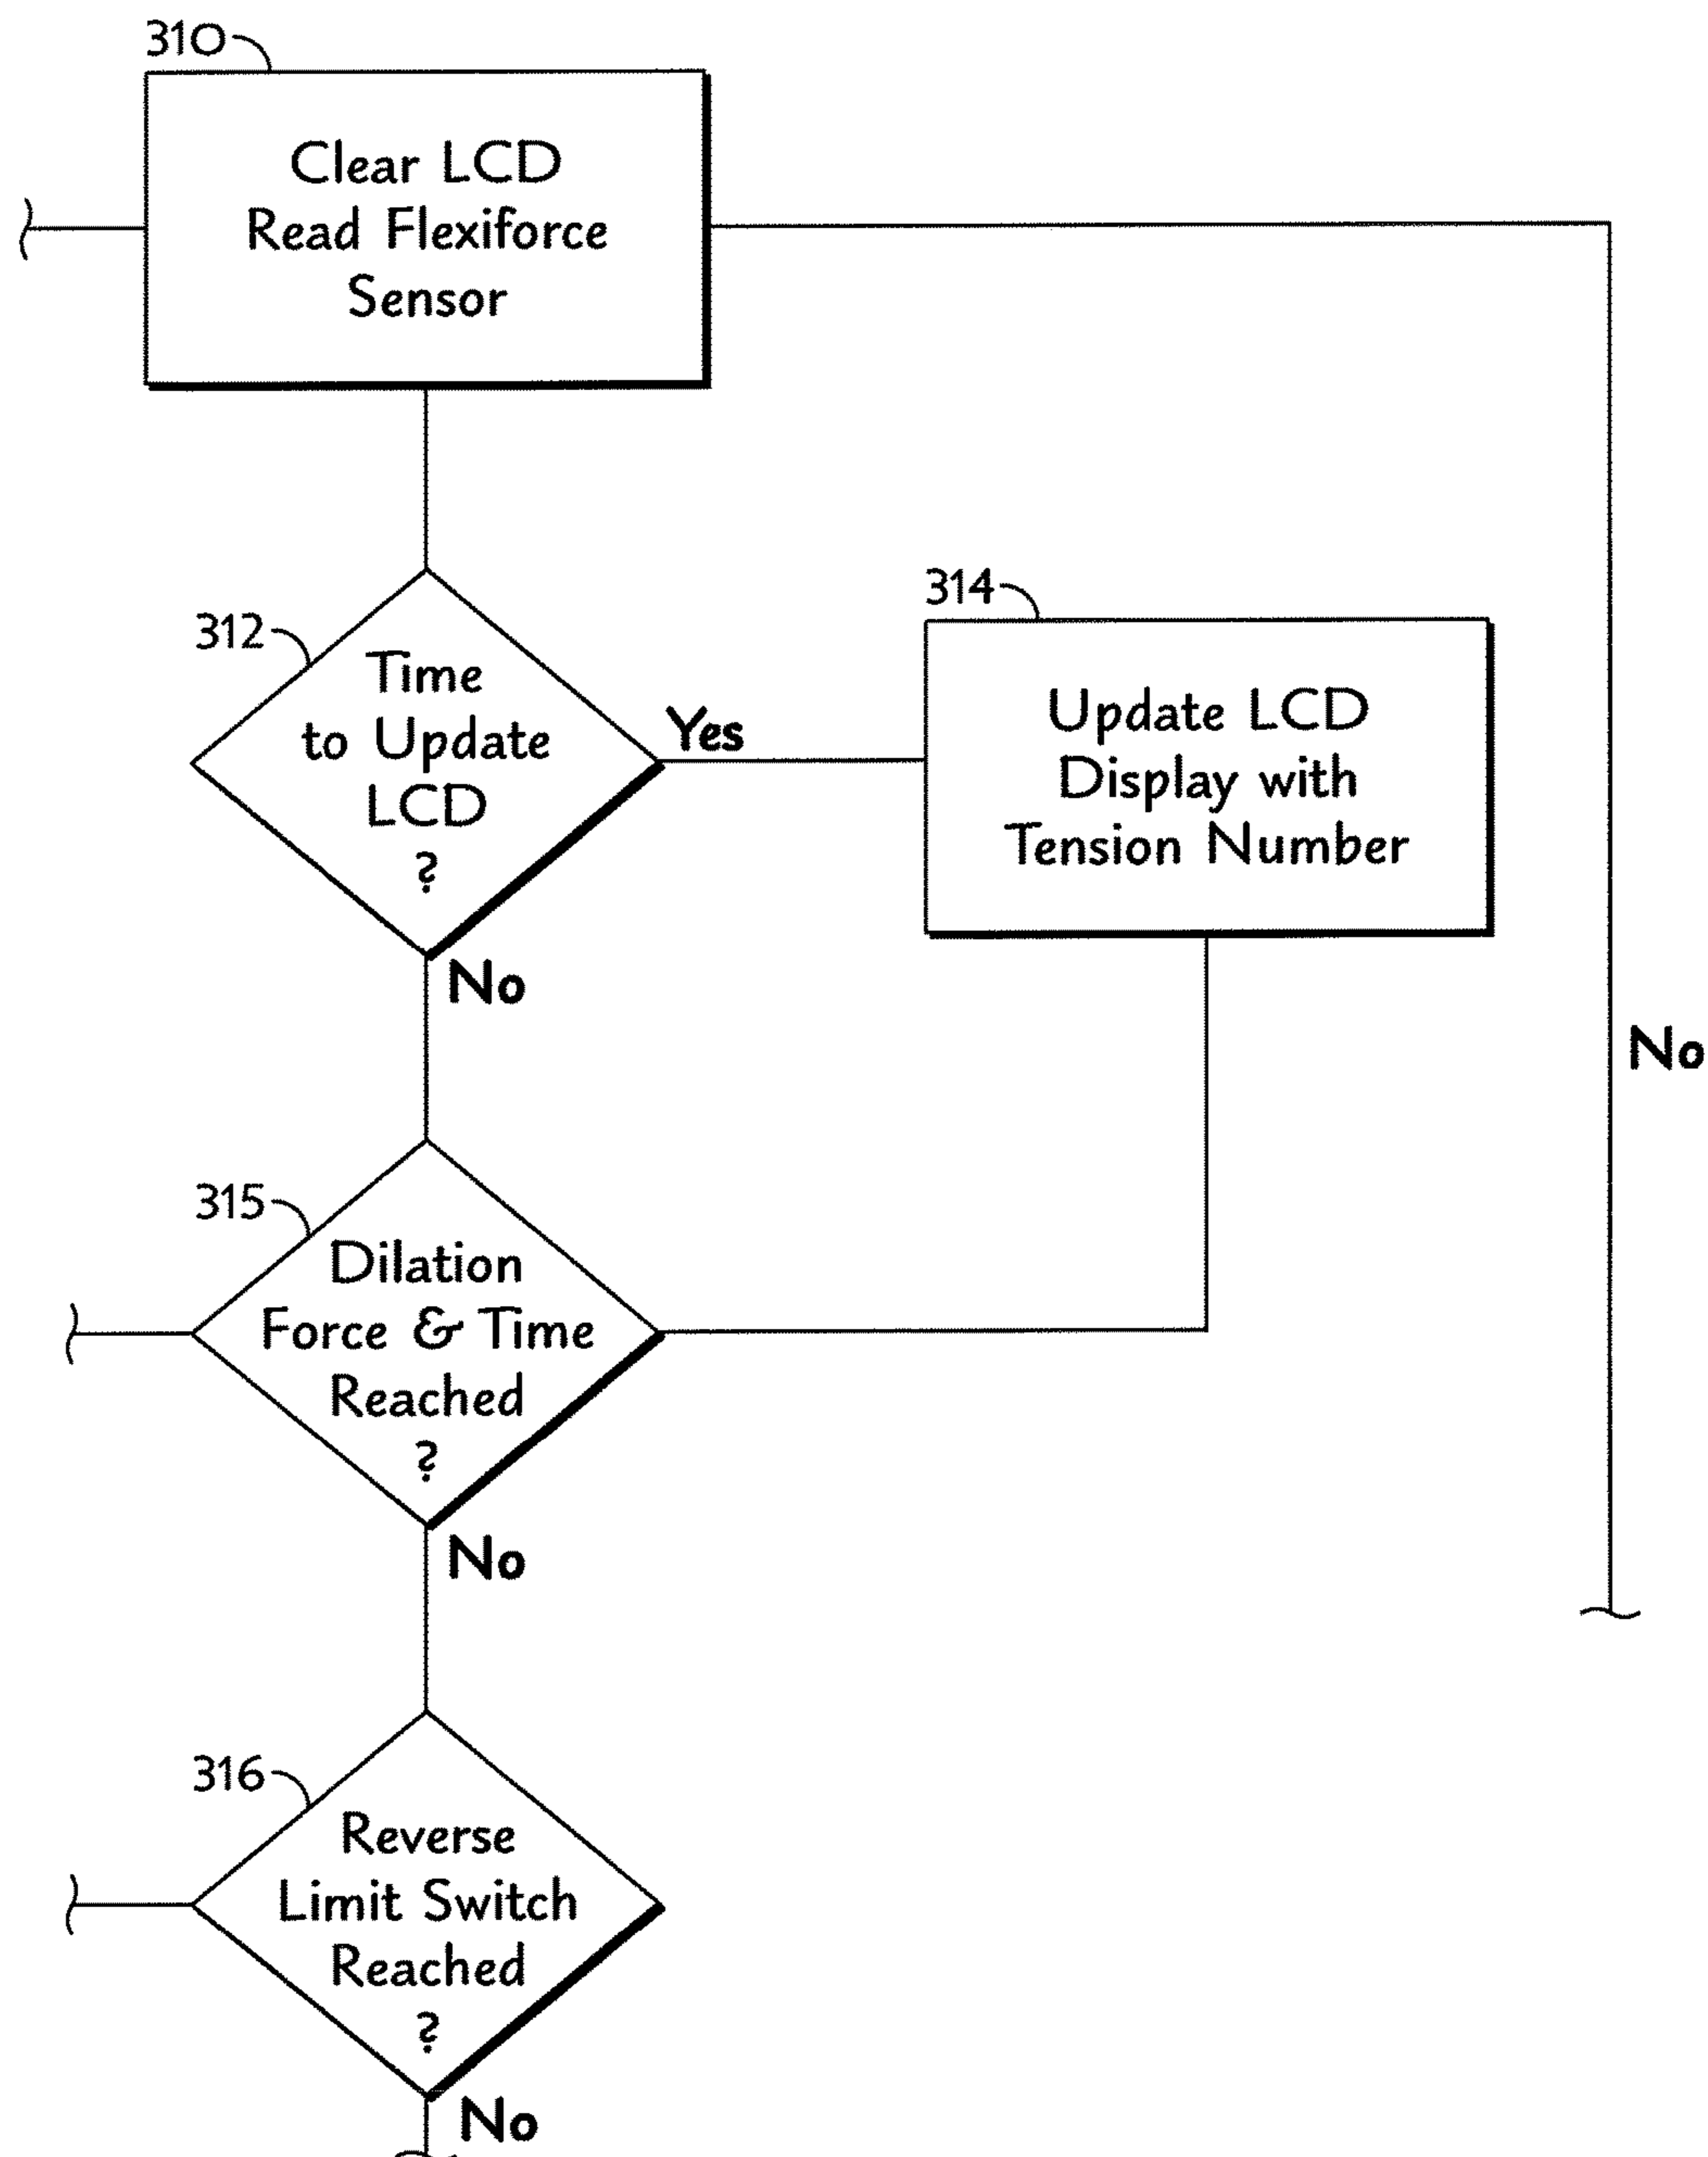 310
Clear LCD
Read Flexiforce
Sensor
312
Time
to Update
LCD
?
Yes
314
Update LCD
Display with
Tension Number
No
No
315
Dilation
Force & Time
Reached
?
No
316
Reverse
Limit Switch
Reached
?
No